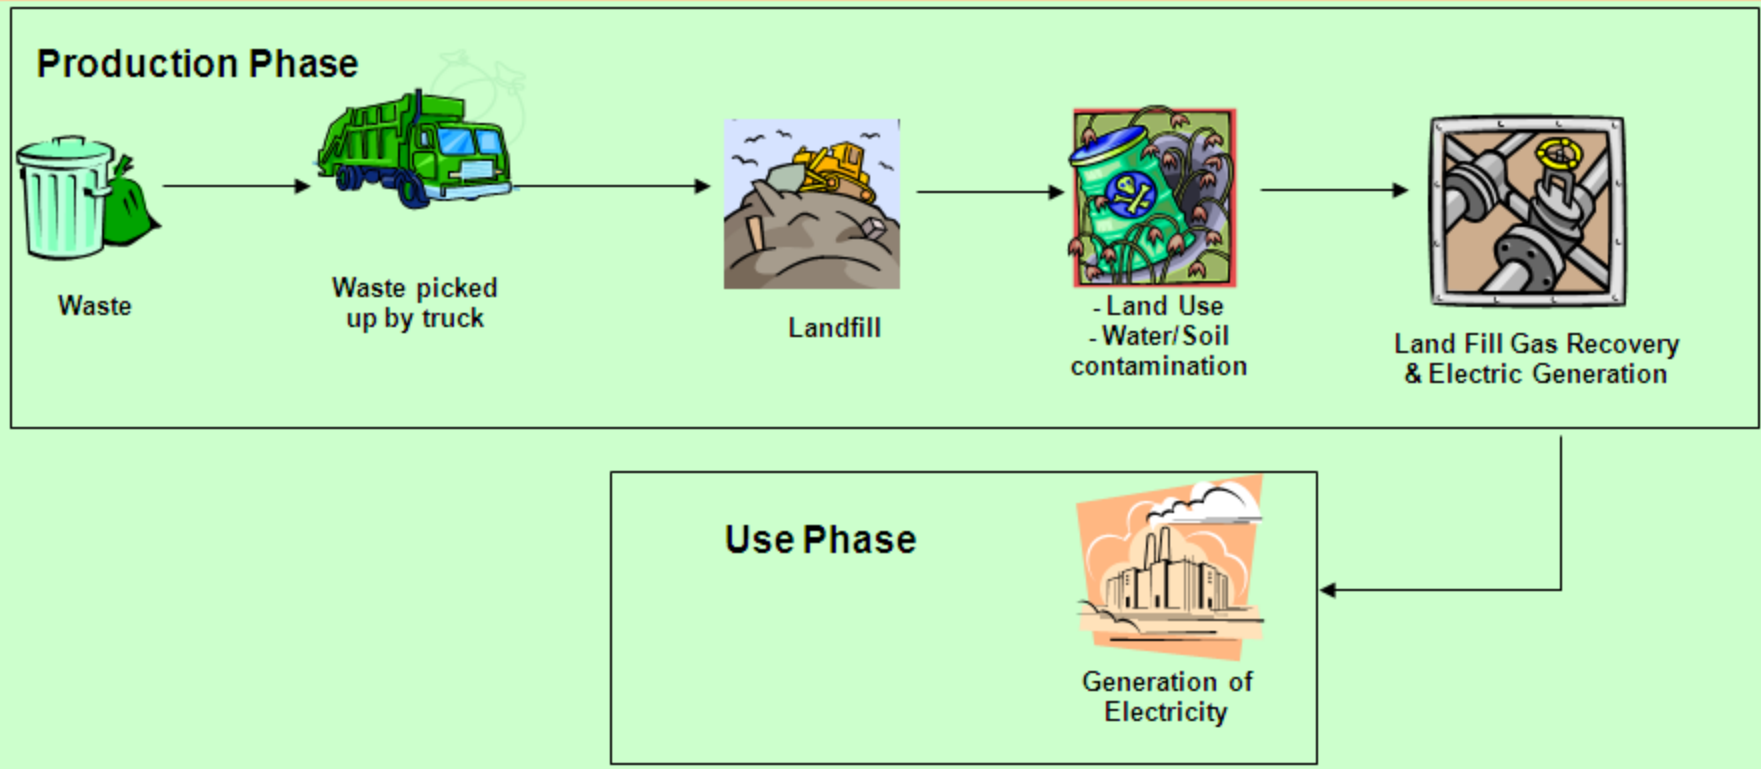 Production Phase
Waste
Waste picked
up by truck
Landfill
- Land Use
- Water/Soil
contamination
Land Fill Gas Recovery
& Electric Generation
Use Phase
Generation of
Electricity